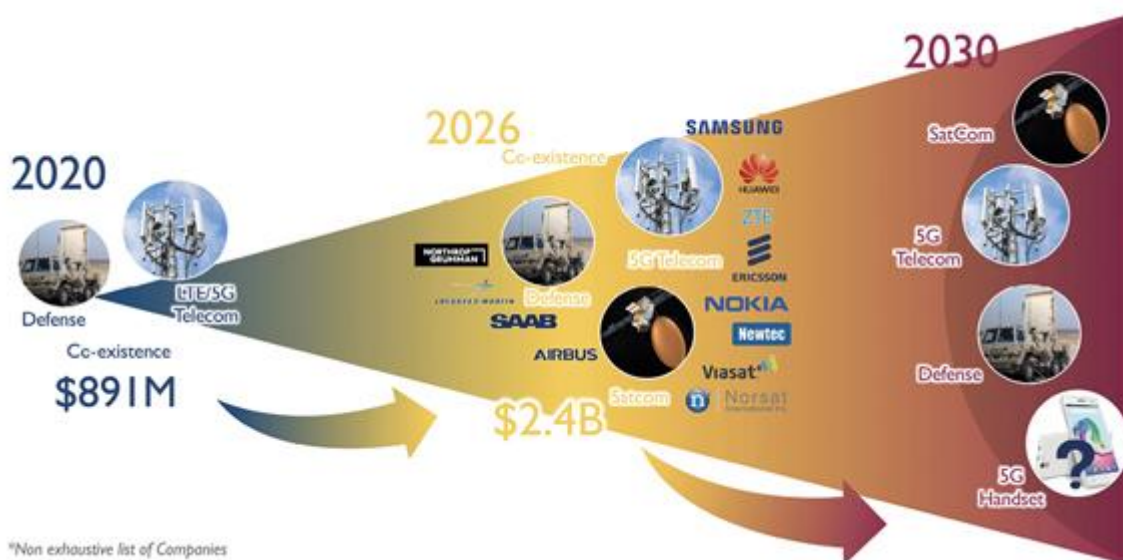 2020
Defense
LTE/5G
Telecom
Co-existence
$891M
2026
Co-existence
NORTHROP
GRUMMAN
LOCKHEED MARTIN
Defense
SAAB
AIRBUS
5G Telecom
Satcom
$2.4B
SAMSUNG
HUAWEI
ZTE
ERICSSON
NOKIA
Newtec
Viasat
n Norsat
International Inc.
2030
SatCom
5G
Telecom
Defense
?
5G
Handset
*Non exhaustive list of Companies